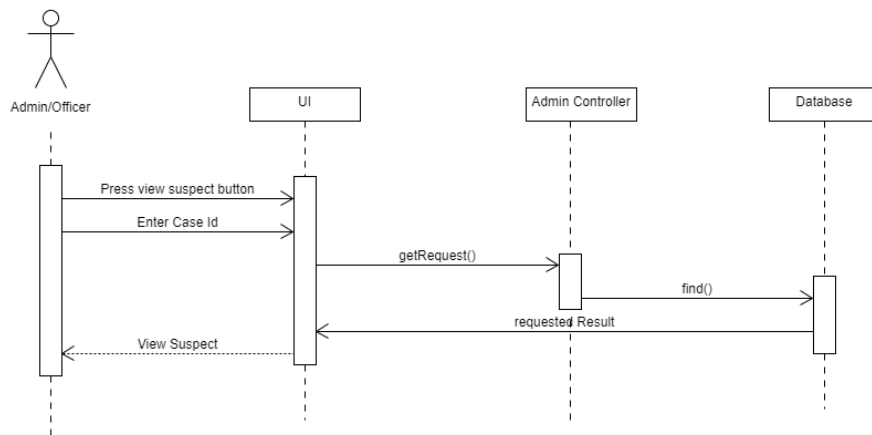 Admin/Officer
UI
Admin Controller
Database
Press view suspect button
Enter Case Id
getRequest()
find()
requested Result
View Suspect